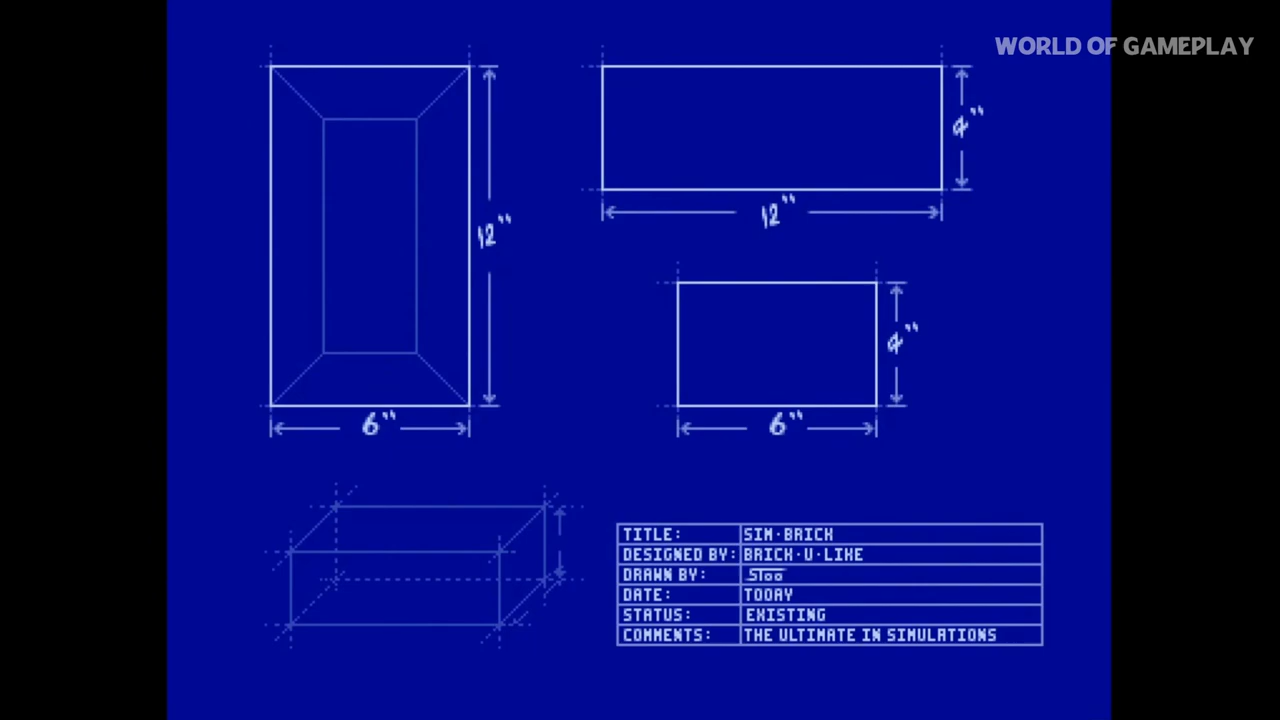 WORLD OF GAMEPLAY
4"
12"
12"
4"
6"
6"
TITLE: SIM·BRICK
DESIGNED BY: BRICK·U·LIKE
DRAWN BY: STOO
DATE: TODAY
STATUS: EXISTING
COMMENTS: THE ULTIMATE IN SIMULATIONS